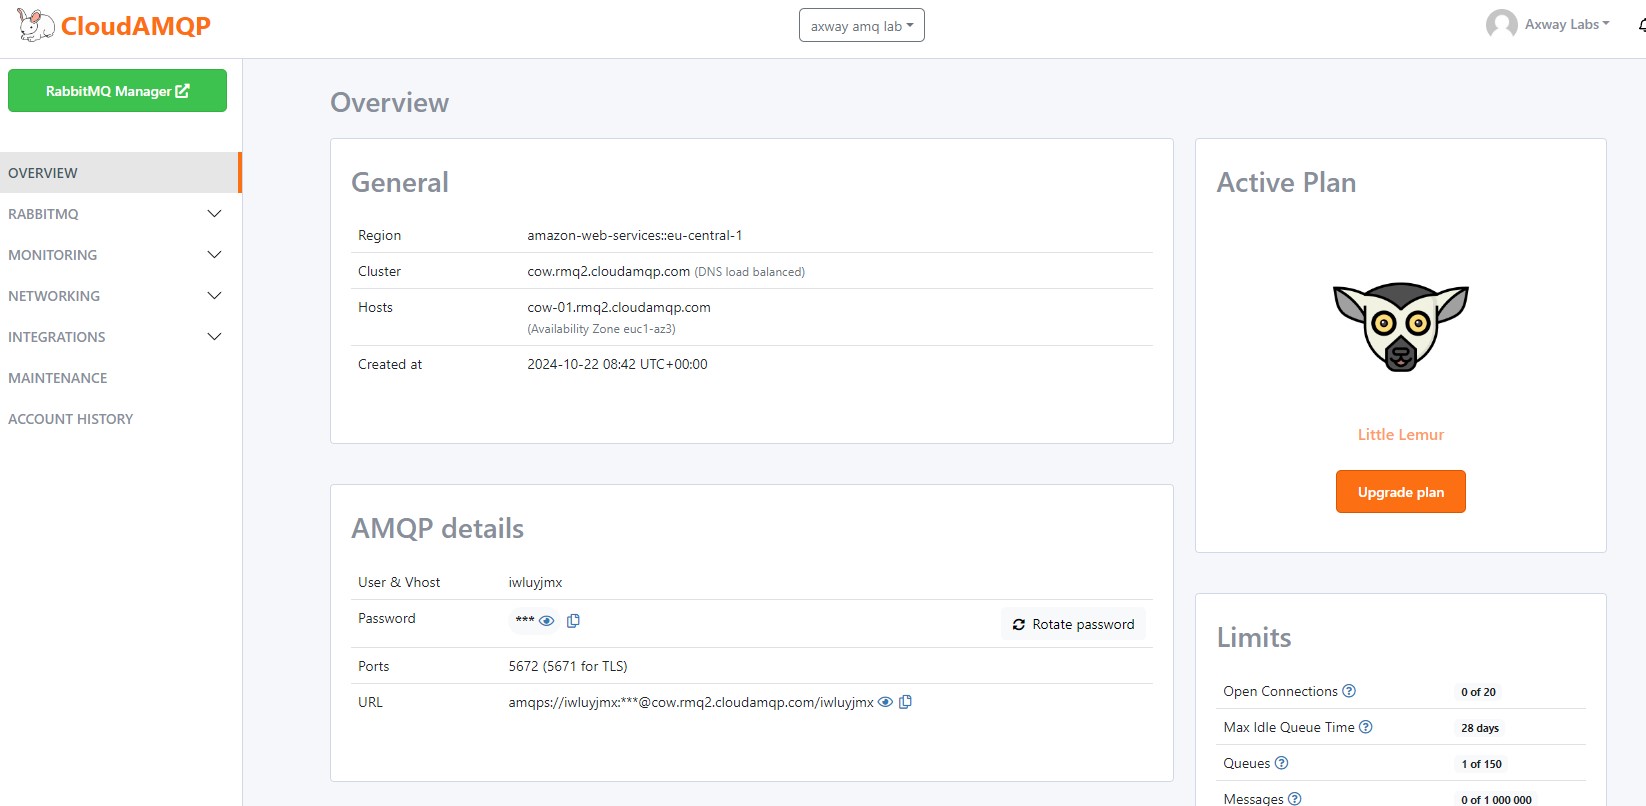 CloudAMQP
axway amq lab
Axway Labs
RabbitMQ Manager
OVERVIEW
RABBITMQ
MONITORING
NETWORKING
INTEGRATIONS
MAINTENANCE
ACCOUNT HISTORY
Overview
General
Region amazon-web-services::eu-central-1
Cluster cow.rmq2.cloudamqp.com (DNS load balanced)
Hosts cow-01.rmq2.cloudamqp.com
(Availability Zone euc1-az3)
Created at 2024-10-22 08:42 UTC+00:00
AMQP details
User & Vhost iwluyjmx
Password *** Rotate password
Ports 5672 (5671 for TLS)
URL amqps://iwluyjmx:***@cow.rmq2.cloudamqp.com/iwluyjmx
Active Plan
Little Lemur
Upgrade plan
Limits
Open Connections 0 of 20
Max Idle Queue Time 28 days
Queues 1 of 150
Messages 0 of 1 000 000